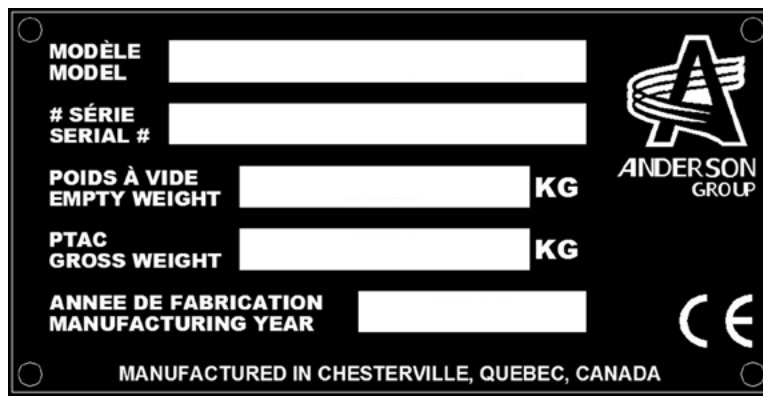 MODÈLE
MODEL
# SÉRIE
SERIAL #
POIDS À VIDE
EMPTY WEIGHT
KG
PTAC
GROSS WEIGHT
KG
ANNEE DE FABRICATION
MANUFACTURING YEAR
ANDERSON
GROUP
CE
MANUFACTURED IN CHESTERVILLE, QUEBEC, CANADA